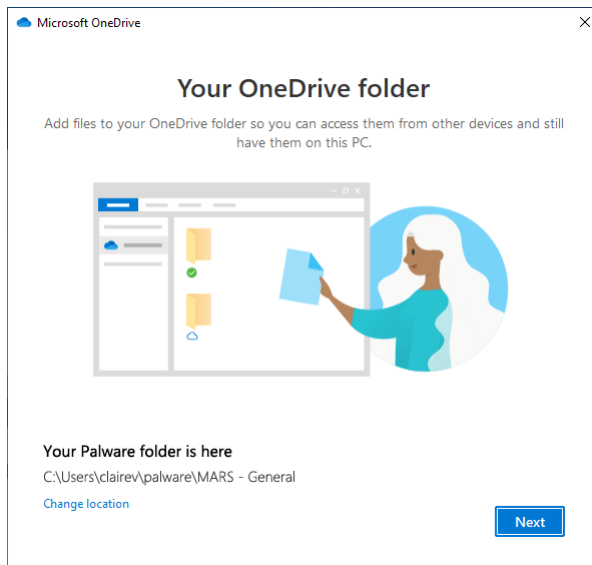 Microsoft OneDrive
Your OneDrive folder
Add files to your OneDrive folder so you can access them from other devices and still
have them on this PC.
Your Palware folder is here
C:\Users\clairev\palware\MARS - General
Change location
Next